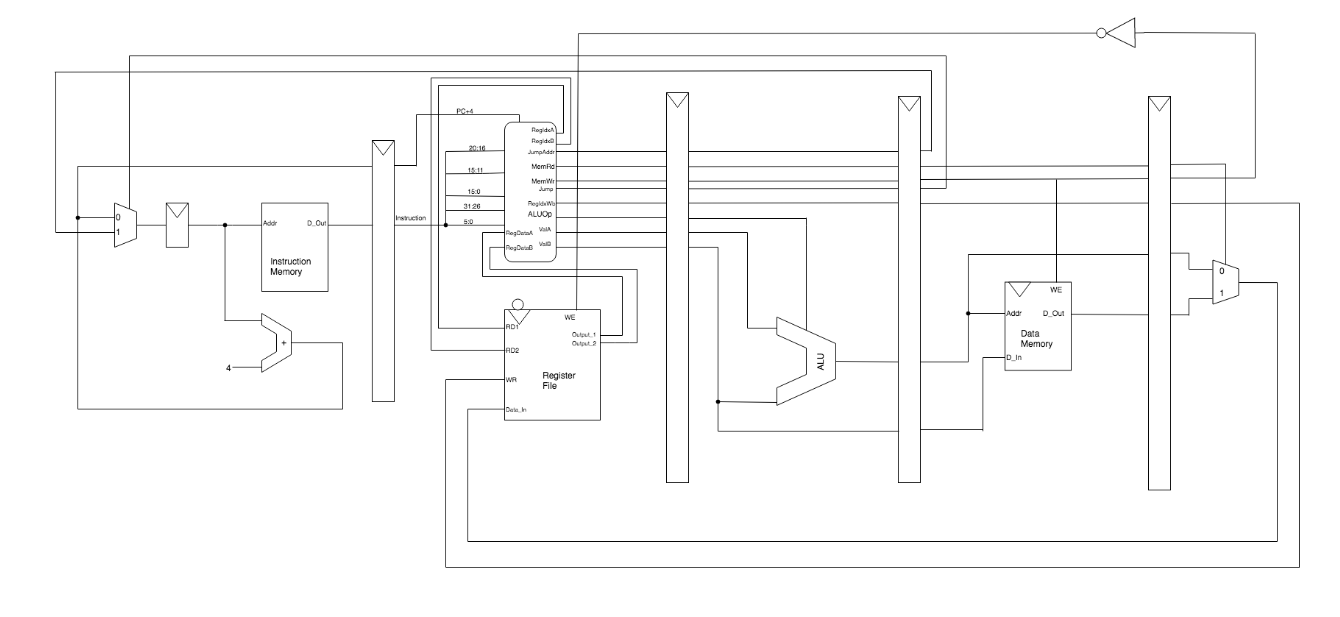 PC+4
RegIdxA
RegIdxB
20:16
JumpAddr
MemRd
15:11
MemWr
Jump
15:0
RegIdxWb
31:26
ALUOp
Instruction
5:0
RegDataA
ValA
RegDataB
ValB
0
1
Addr
D_Out
Instruction
Memory
+
4
WE
RD1
Output_1
Output_2
RD2
WR
Register
File
Data_In
ALU
WE
Addr
D_Out
Data
Memory
D_In
0
1